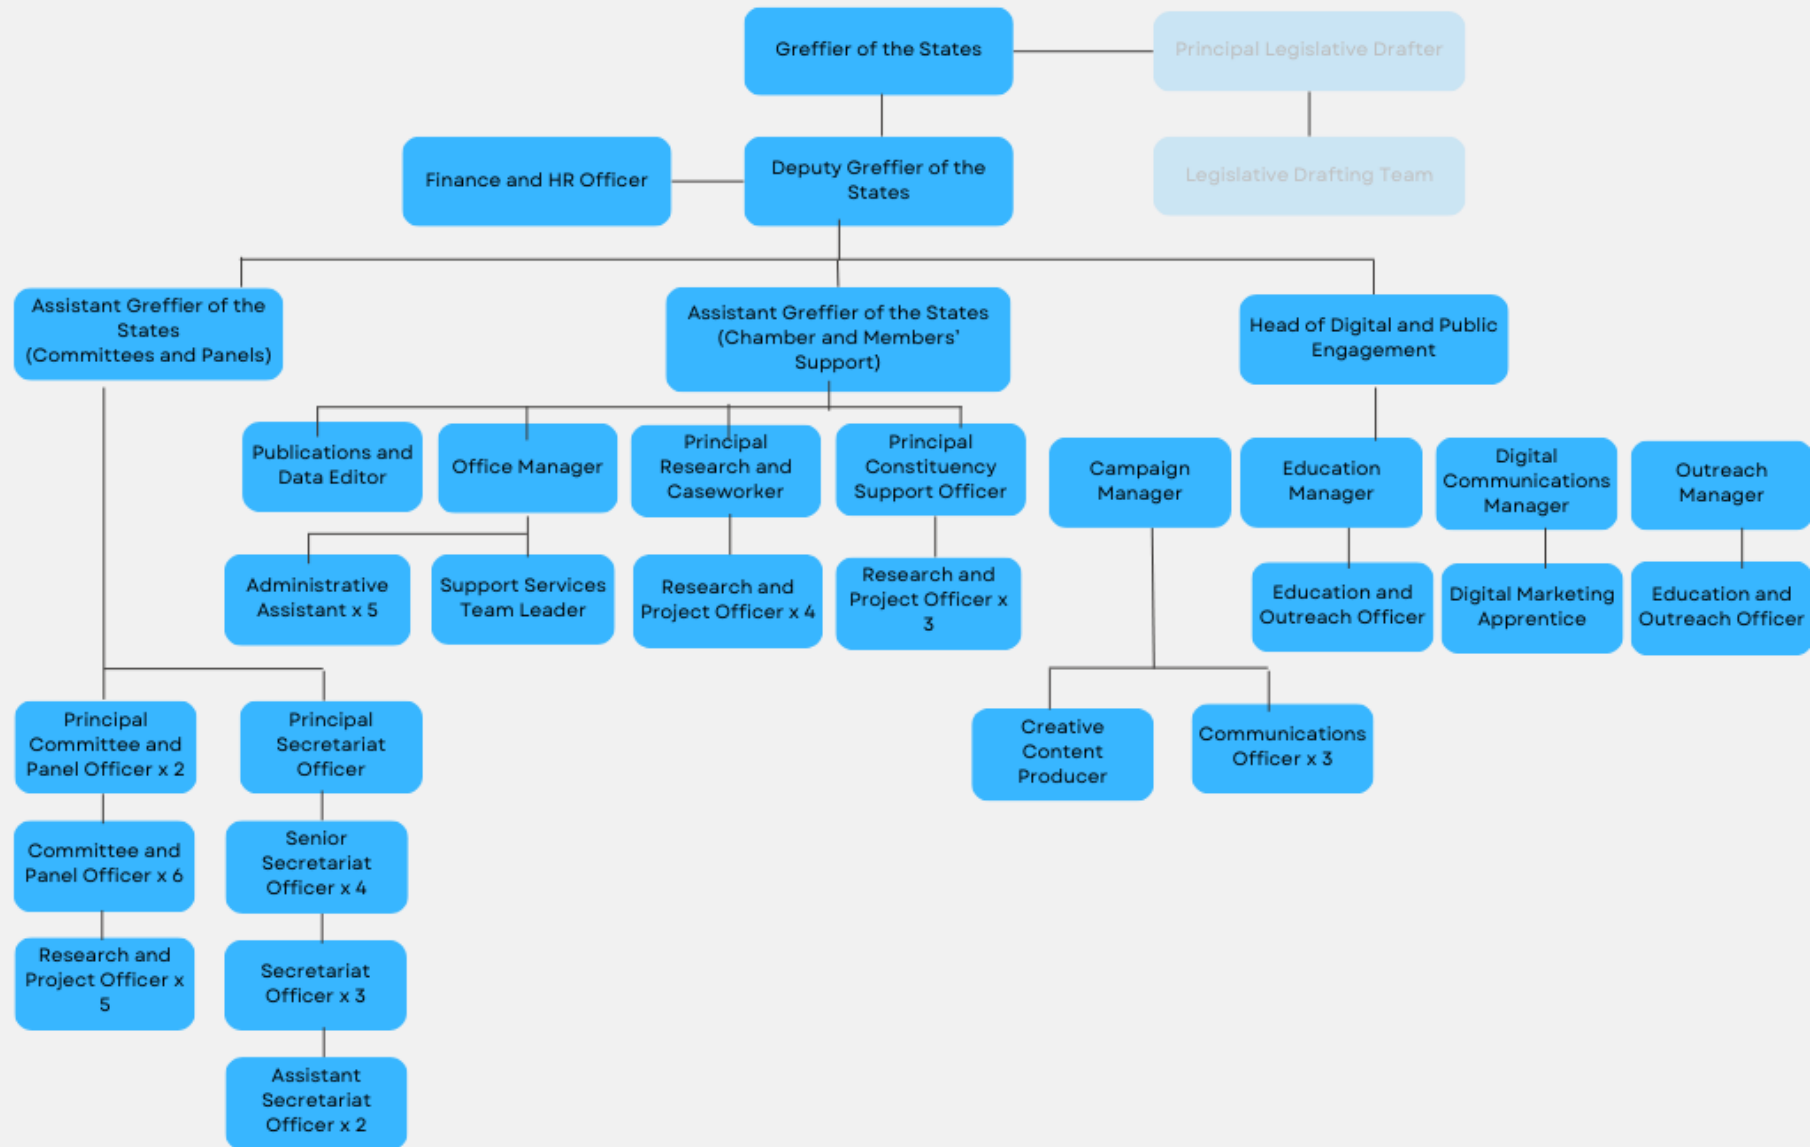 Greffier of the States
Principal Legislative Drafter
Finance and HR Officer
Deputy Greffier of the
States
Legislative Drafting Team
Assistant Greffier of the
States
(Committees and Panels)
Assistant Greffier of the States
(Chamber and Members'
Support)
Head of Digital and Public
Engagement
Publications and
Data Editor
Office Manager
Principal
Research and
Caseworker
Principal
Constituency
Support Officer
Campaign
Manager
Education
Manager
Digital
Communications
Manager
Outreach
Manager
Administrative
Assistant x 5
Support Services
Team Leader
Research and
Project Officer x 4
Research and
Project Officer x
3
Education and
Outreach Officer
Digital Marketing
Apprentice
Education and
Outreach Officer
Principal
Committee and
Panel Officer x 2
Principal
Secretariat
Officer
Creative
Content
Producer
Communications
Officer x 3
Committee and
Panel Officer x 6
Senior
Secretariat
Officer x 4
Research and
Project Officer x
5
Secretariat
Officer x 3
Assistant
Secretariat
Officer x 2